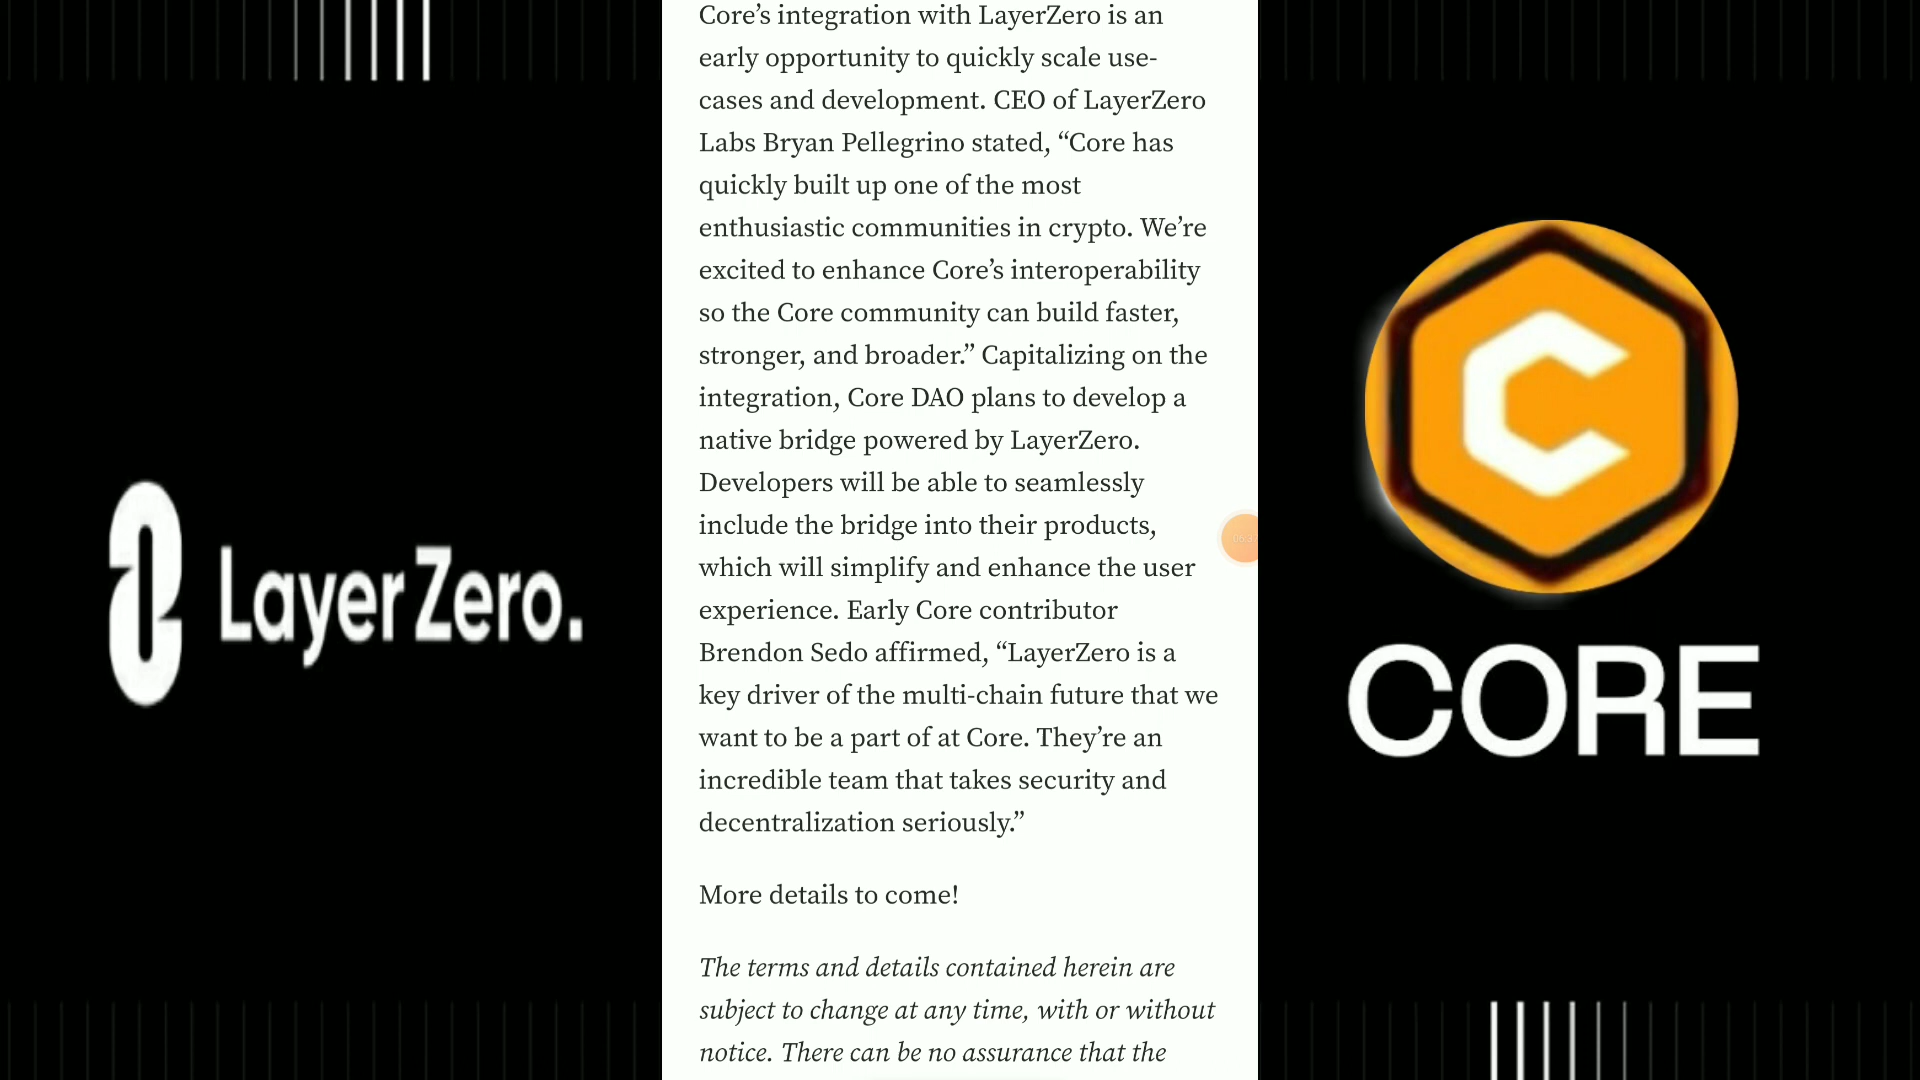 Core’s integration with LayerZero is an
early opportunity to quickly scale use-
cases and development. CEO of LayerZero
Labs Bryan Pellegrino stated, “Core has
quickly built up one of the most
enthusiastic communities in crypto. We’re
excited to enhance Core’s interoperability
so the Core community can build faster,
stronger, and broader.” Capitalizing on the
integration, Core DAO plans to develop a
native bridge powered by LayerZero.
Developers will be able to seamlessly
include the bridge into their products,
which will simplify and enhance the user
experience. Early Core contributor
Brendon Sedo affirmed, “LayerZero is a
key driver of the multi-chain future that we
want to be a part of at Core. They’re an
incredible team that takes security and
decentralization seriously.”
More details to come!
The terms and details contained herein are
subject to change at any time, with or without
notice. There can be no assurance that the
LayerZero.
CORE